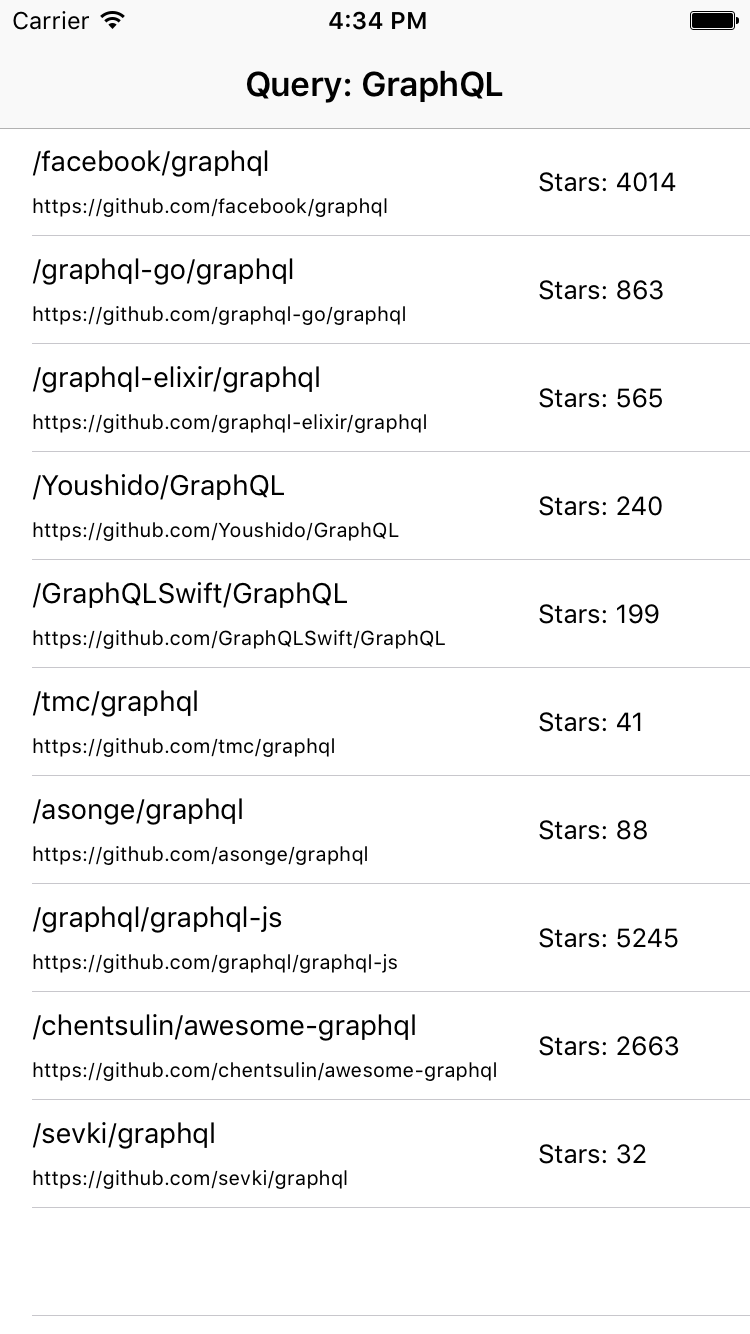 Carrier 4:34 PM
Query: GraphQL
/facebook/graphql
https://github.com/facebook/graphql
Stars: 4014
/graphql-go/graphql
https://github.com/graphql-go/graphql
Stars: 863
/graphql-elixir/graphql
https://github.com/graphql-elixir/graphql
Stars: 565
/Youshido/GraphQL
https://github.com/Youshido/GraphQL
Stars: 240
/GraphQLSwift/GraphQL
https://github.com/GraphQLSwift/GraphQL
Stars: 199
/tmc/graphql
https://github.com/tmc/graphql
Stars: 41
/asonge/graphql
https://github.com/asonge/graphql
Stars: 88
/graphql/graphql-js
https://github.com/graphql/graphql-js
Stars: 5245
/chentsulin/awesome-graphql
https://github.com/chentsulin/awesome-graphql
Stars: 2663
/sevki/graphql
https://github.com/sevki/graphql
Stars: 32